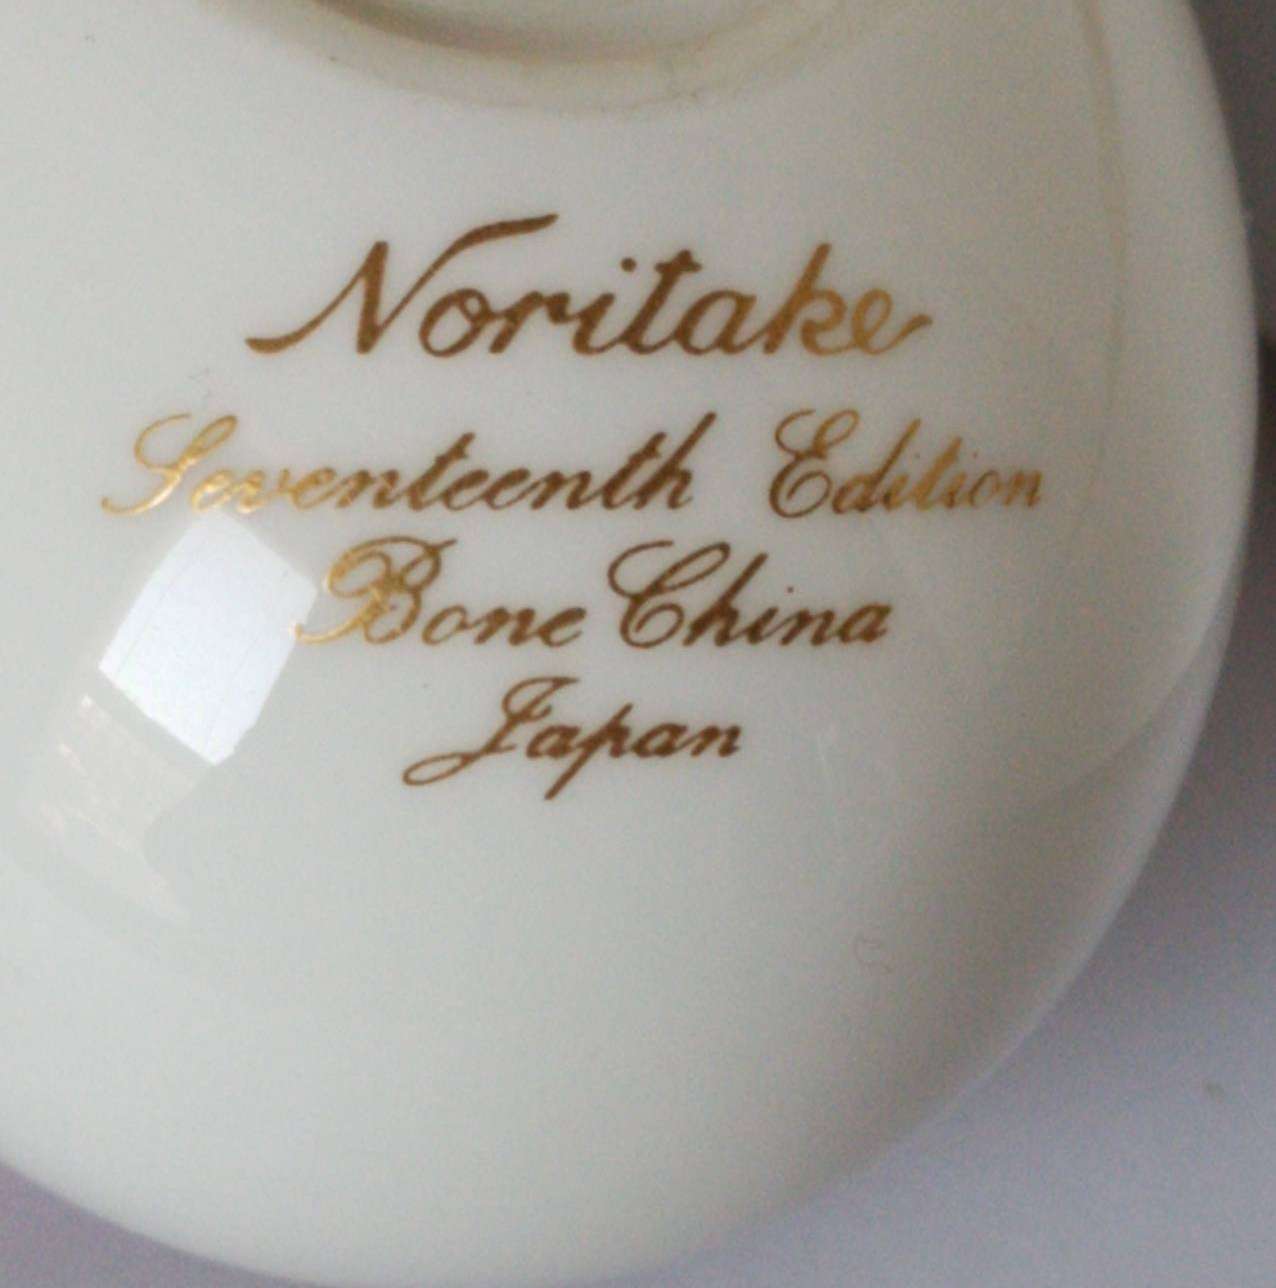 Noritake
Seventeenth Edition
Bone China
Japan